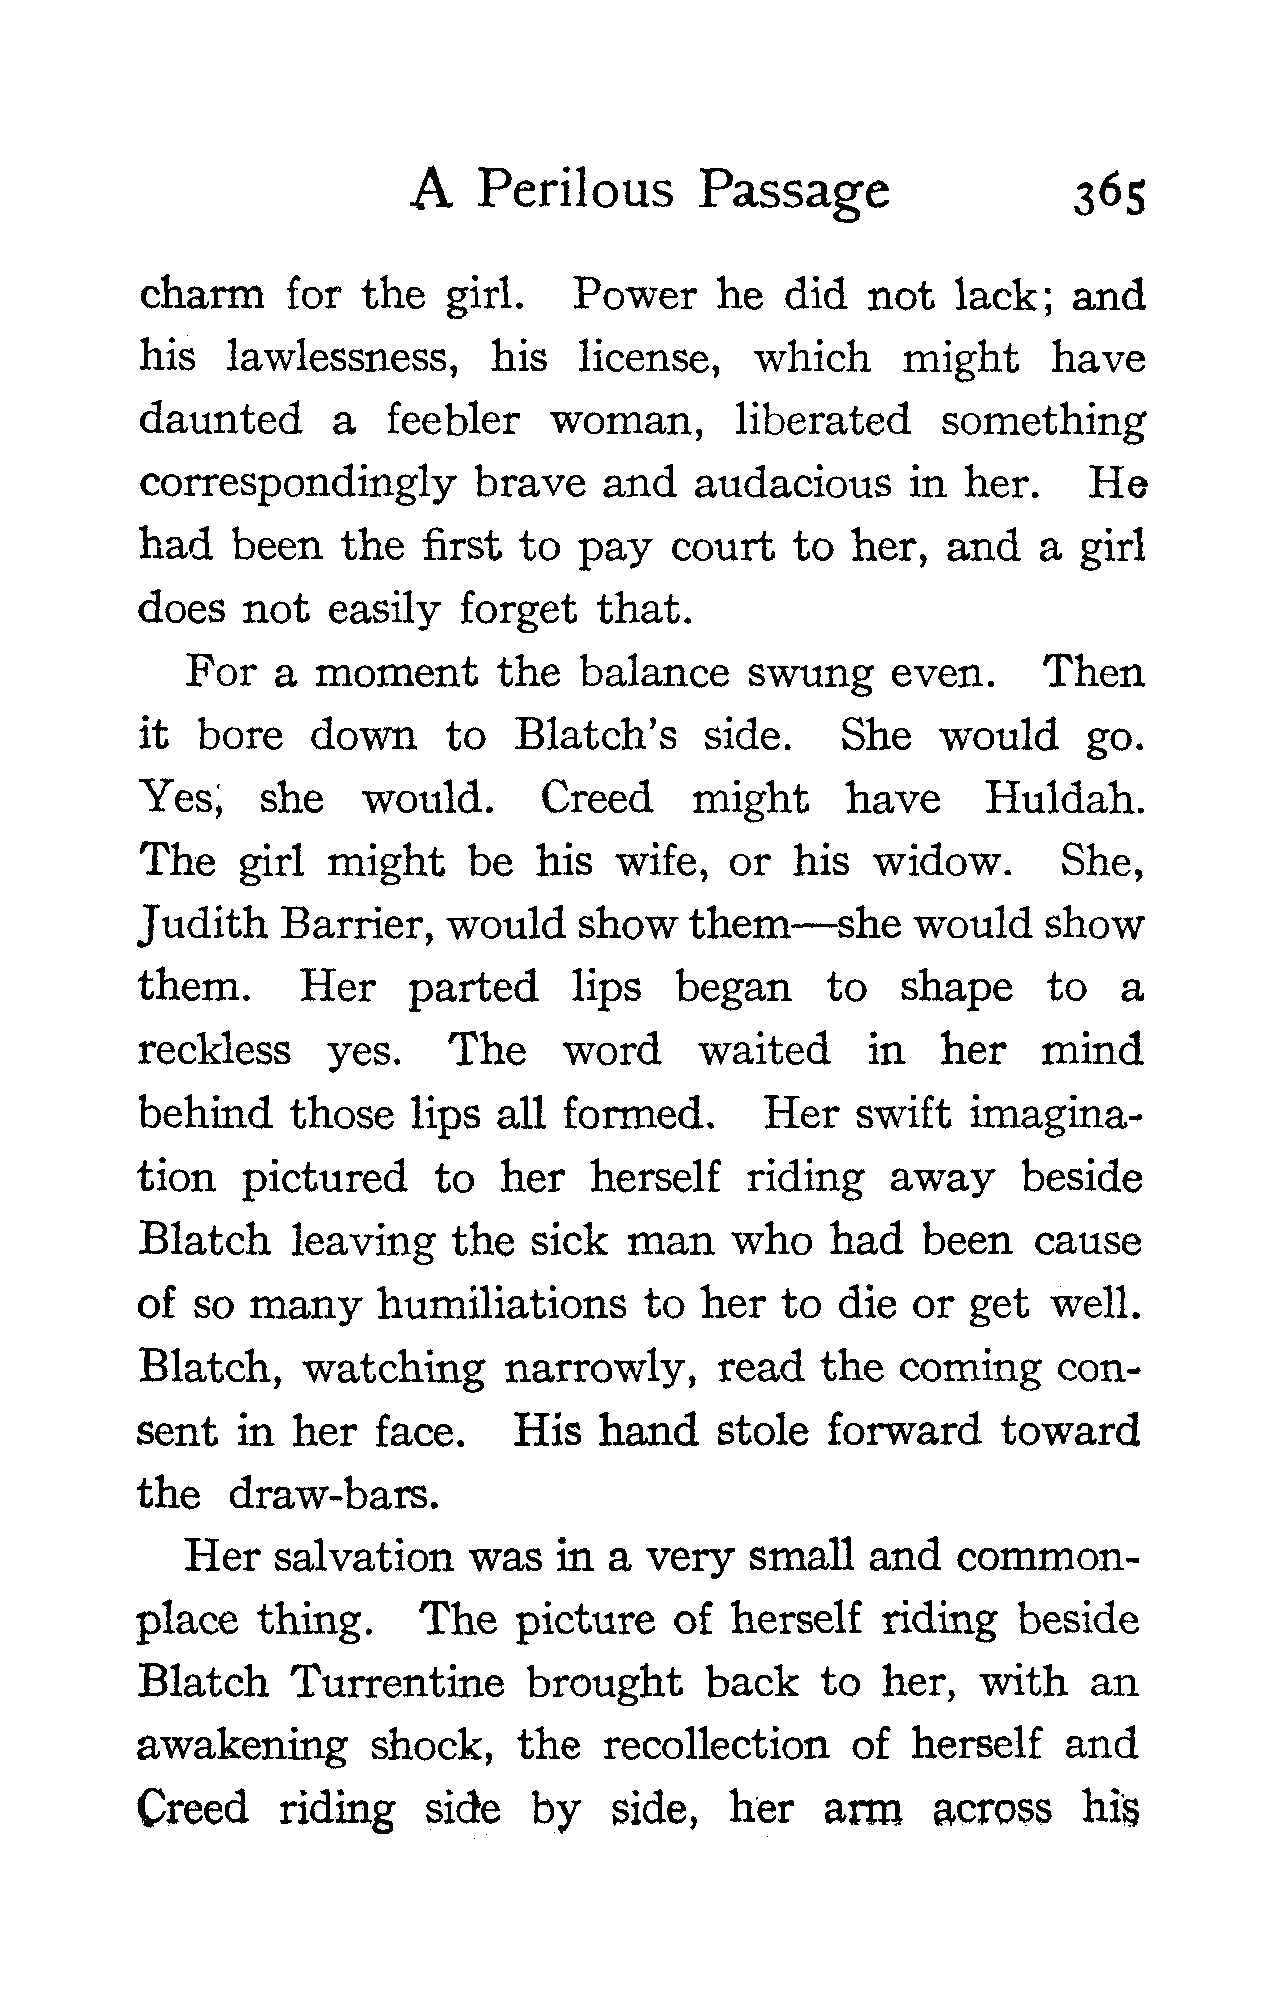 A Perilous Passage 365
charm for the girl. Power he did not lack; and
his lawlessness, his license, which might have
daunted a feebler woman, liberated something
correspondingly brave and audacious in her. He
had been the first to pay court to her, and a girl
does not easily forget that.
For a moment the balance swung even. Then
it bore down to Blatch's side. She would go.
Yes, she would. Creed might have Huldah.
The girl might be his wife, or his widow. She,
Judith Barrier, would show them—she would show
them. Her parted lips began to shape to a
reckless yes. The word waited in her mind
behind those lips all formed. Her swift imagina-
tion pictured to her herself riding away beside
Blatch leaving the sick man who had been cause
of so many humiliations to her to die or get well.
Blatch, watching narrowly, read the coming con-
sent in her face. His hand stole forward toward
the draw-bars.
Her salvation was in a very small and common-
place thing. The picture of herself riding beside
Blatch Turrentine brought back to her, with an
awakening shock, the recollection of herself and
Creed riding side by side, her arm across his